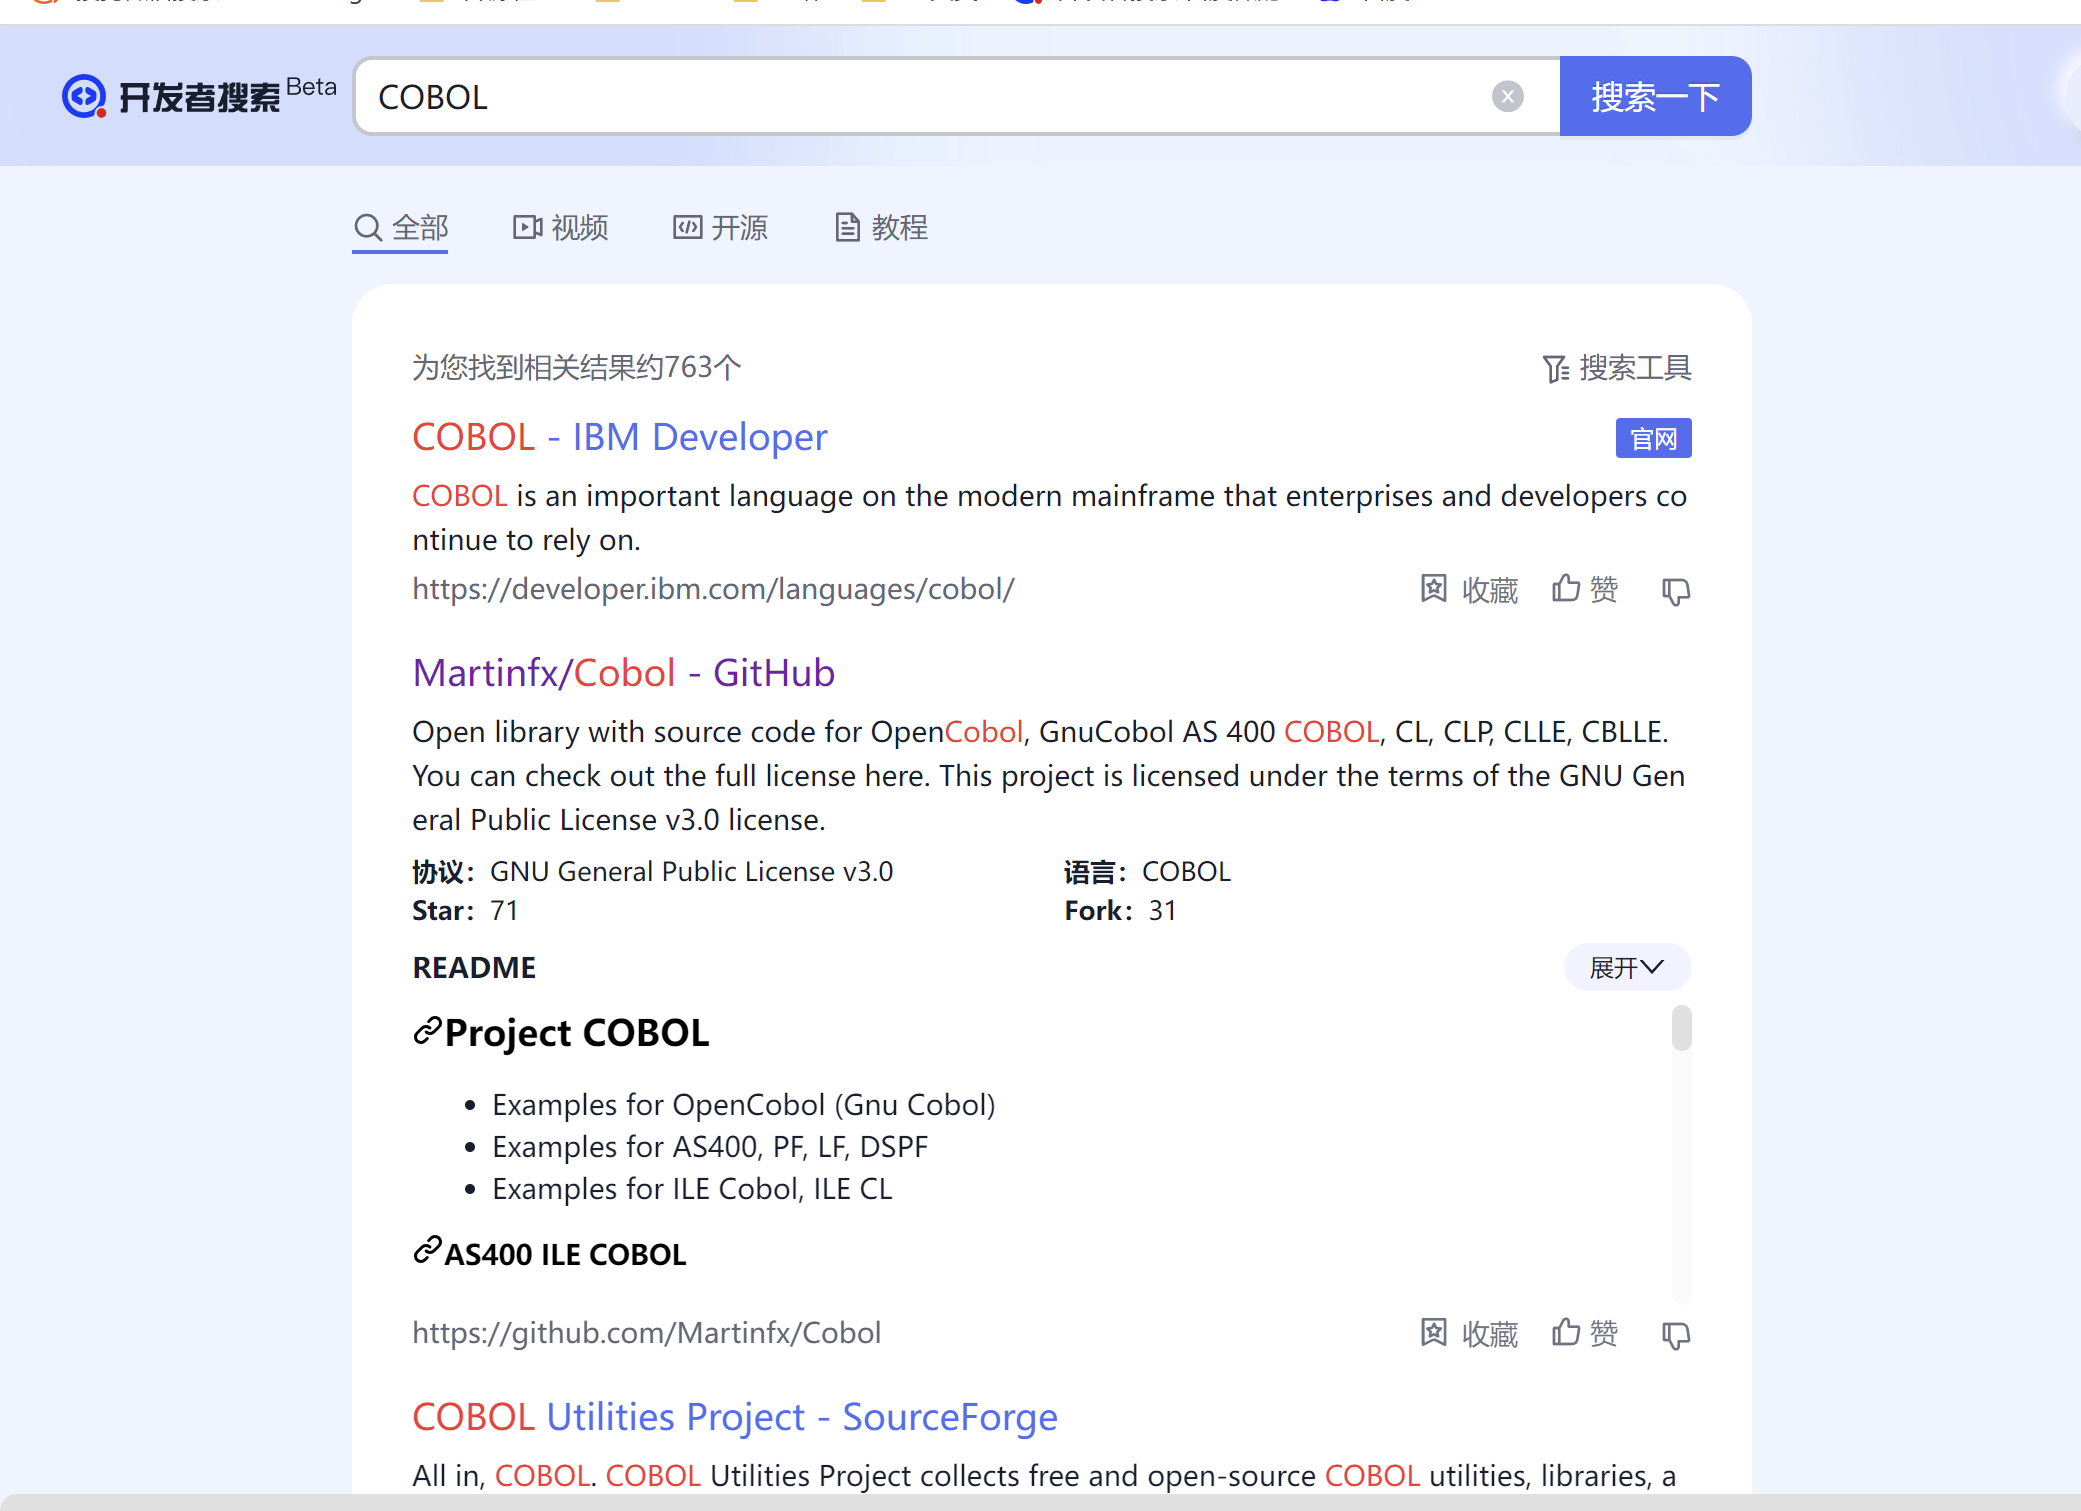 开发者搜索 Beta
COBOL
搜索一下
全部 视频 开源 教程
为您找到相关结果约763个
搜索工具
COBOL - IBM Developer
官网
COBOL is an important language on the modern mainframe that enterprises and developers co
ntinue to rely on.
https://developer.ibm.com/languages/cobol/
收藏 赞
Martinfx/Cobol - GitHub
Open library with source code for OpenCobol, GnuCobol AS 400 COBOL, CL, CLP, CLLE, CBLLE.
You can check out the full license here. This project is licensed under the terms of the GNU Gen
eral Public License v3.0 license.
协议：GNU General Public License v3.0
语言：COBOL
Star：71
Fork：31
README
展开
Project COBOL
Examples for OpenCobol (Gnu Cobol)
Examples for AS400, PF, LF, DSPF
Examples for ILE Cobol, ILE CL
AS400 ILE COBOL
https://github.com/Martinfx/Cobol
收藏 赞
COBOL Utilities Project - SourceForge
All in, COBOL. COBOL Utilities Project collects free and open-source COBOL utilities, libraries, a